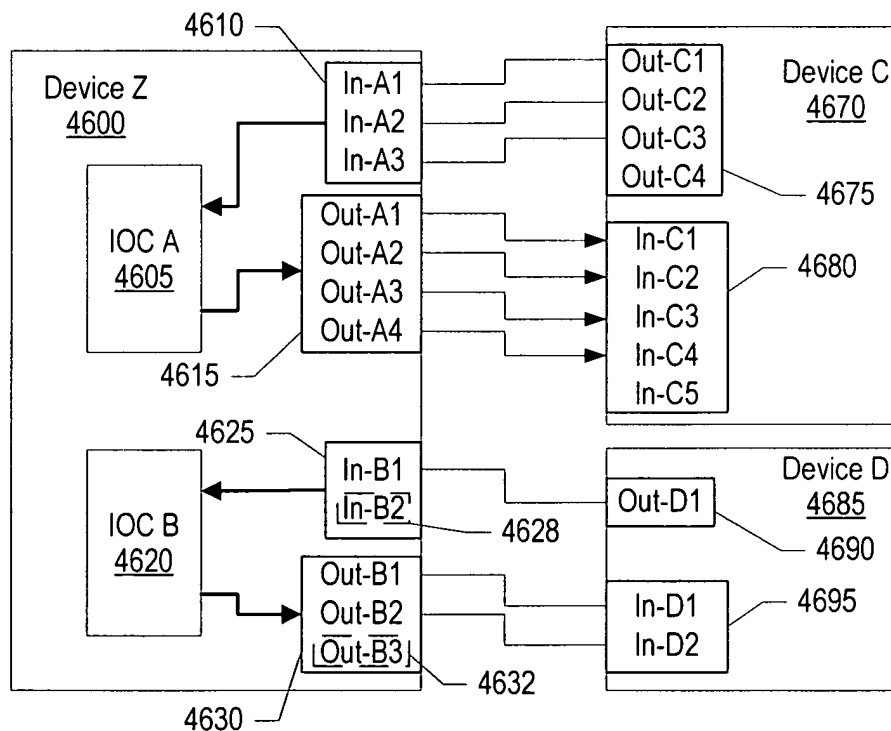 4610
Device Z
4600
In-A1
In-A2
In-A3
Out-C1
Out-C2
Out-C3
Out-C4
Device C
4670
4675
IOC A
4605
Out-A1
Out-A2
Out-A3
Out-A4
4615
In-C1
In-C2
In-C3
In-C4
In-C5
4680
4625
In-B1
In-B2
4628
IOC B
4620
Out-B1
Out-B2
Out-B3
4630
4632
Device D
4685
Out-D1
4690
In-D1
In-D2
4695